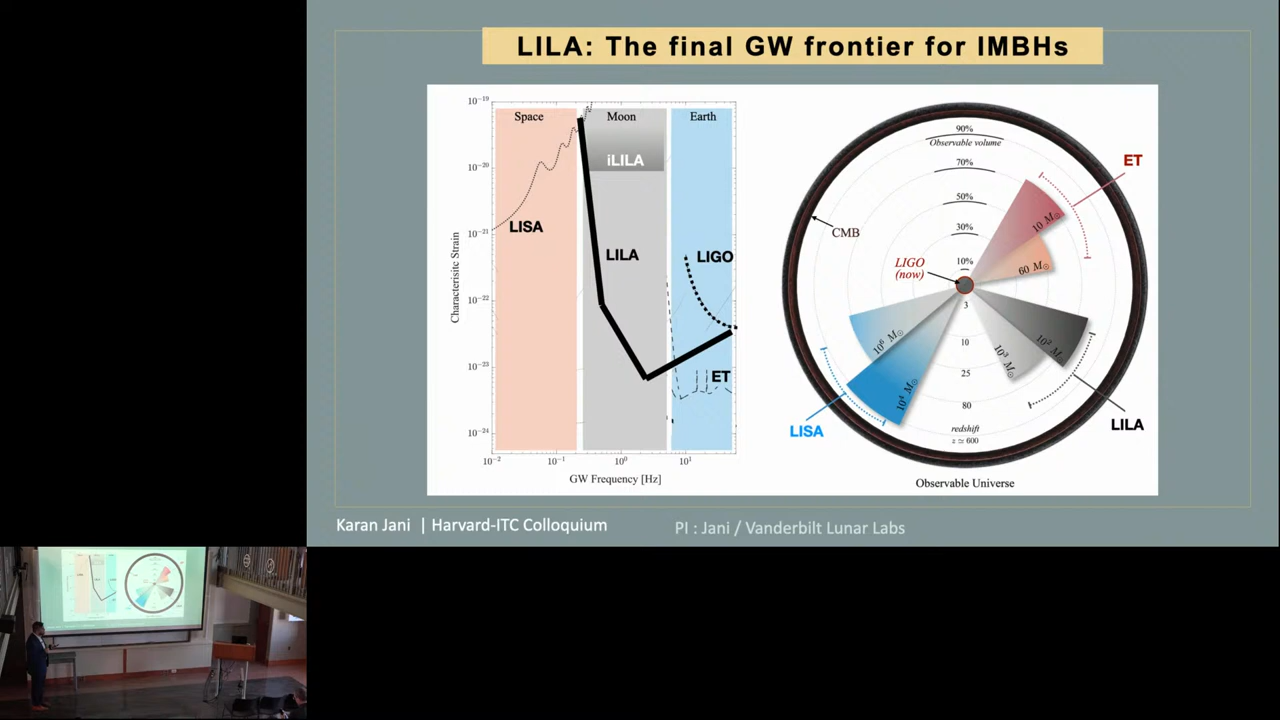 LILA: The final GW frontier for IMBHs
10⁻¹⁹
10⁻²⁰
10⁻²¹
10⁻²²
10⁻²³
10⁻²⁴
Characterisitc Strain
Space
Moon
Earth
iLILA
LISA
LILA
LIGO
ET
10⁻²
10⁻¹
10⁰
10¹
GW Frequency [Hz]
90%
Observable volume
70%
50%
30%
10%
ET
10 M☉
60 M☉
CMB
LIGO
(now)
3
10
25
80
redshift
z ≃ 600
10⁶ M☉
10⁴ M☉
10³ M☉
10² M☉
LISA
LILA
Observable Universe
Karan Jani | Harvard-ITC Colloquium
PI : Jani / Vanderbilt Lunar Labs